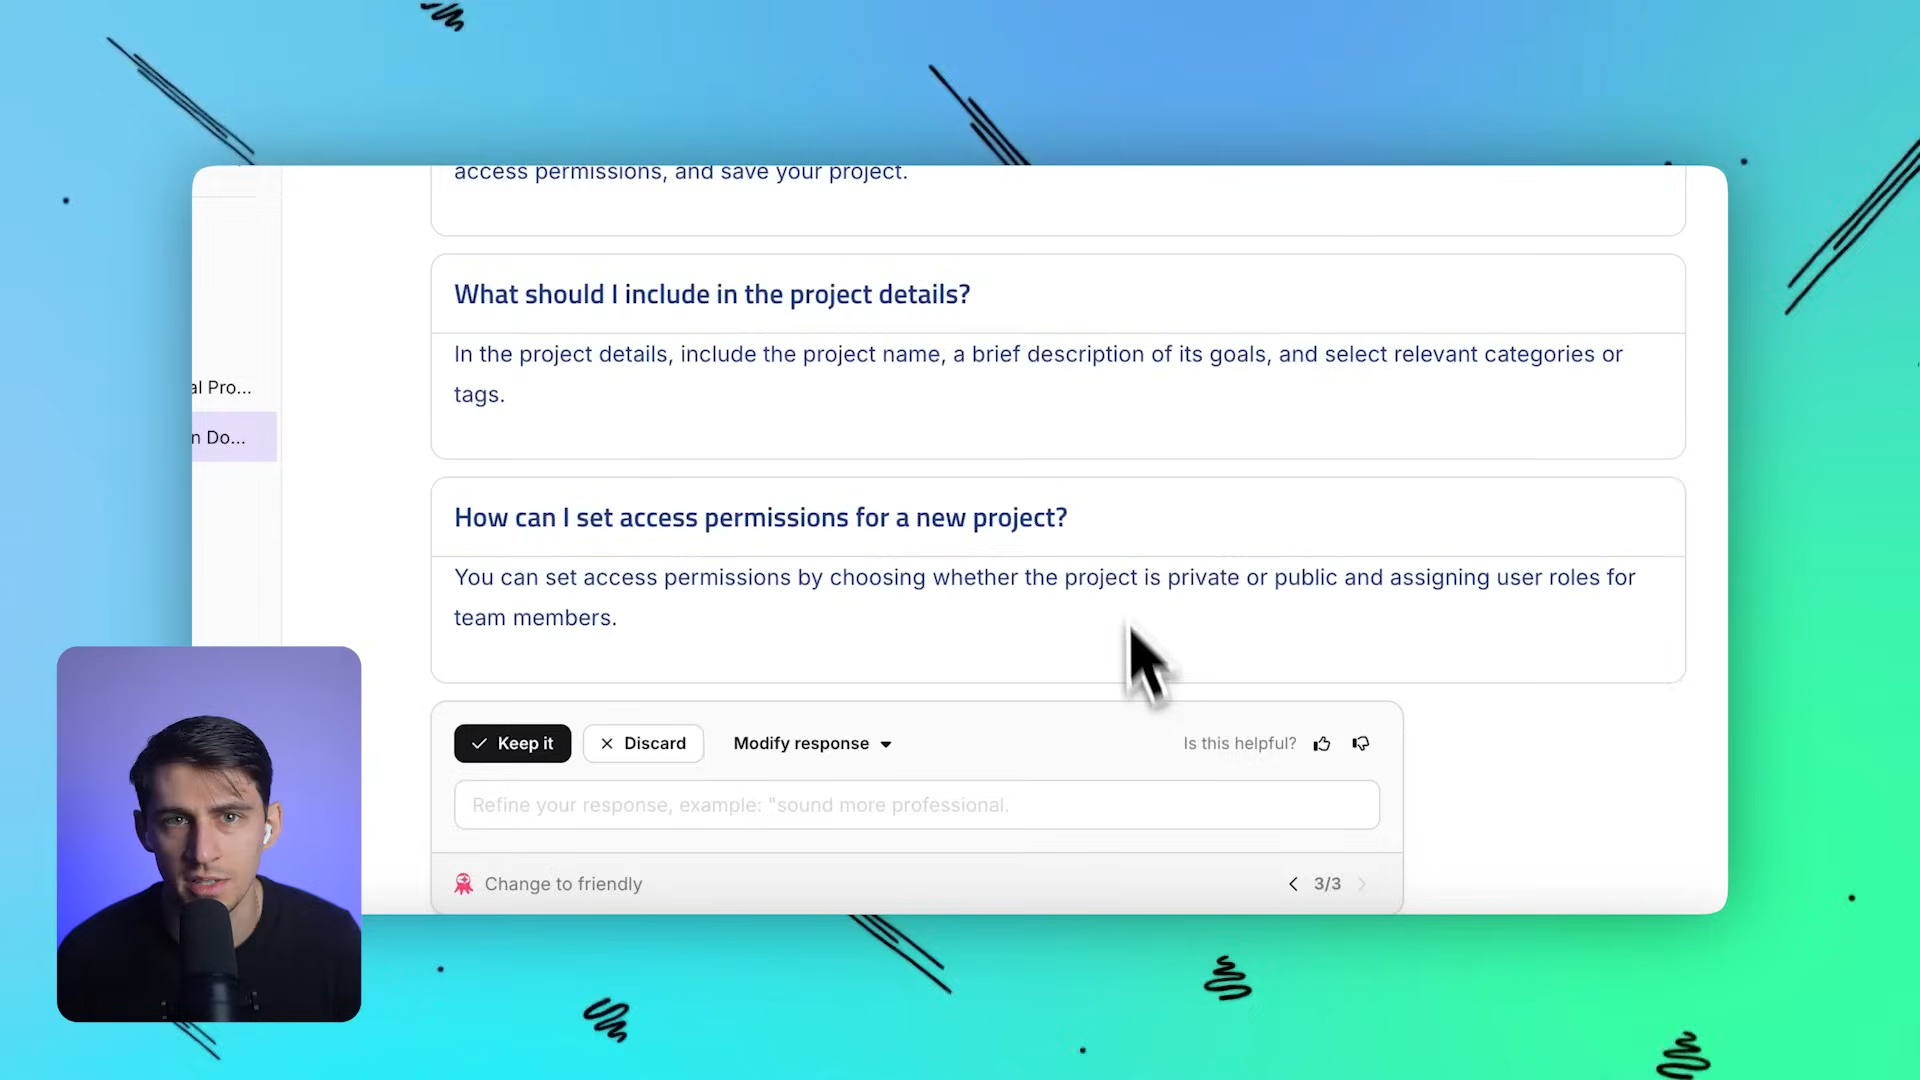 access permissions, and save your project.
What should I include in the project details?
In the project details, include the project name, a brief description of its goals, and select relevant categories or
tags.
al Pro...
n Do...
How can I set access permissions for a new project?
You can set access permissions by choosing whether the project is private or public and assigning user roles for
team members.
Keep it Discard Modify response Is this helpful?
Refine your response, example: "sound more professional.
Change to friendly 3/3